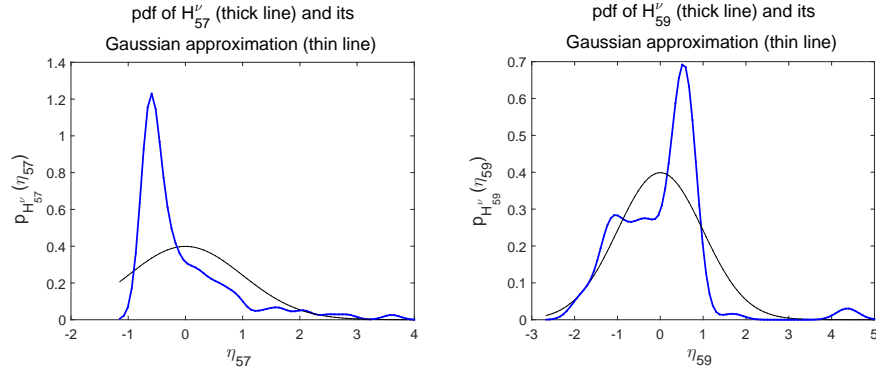 pdf of H^ν_57 (thick line) and its
Gaussian approximation (thin line)
1.4
1.2
1
0.8
0.6
0.4
0.2
0
p_H^ν_57 (η_57)
-2 -1 0 1 2 3 4
η_57
pdf of H^ν_59 (thick line) and its
Gaussian approximation (thin line)
0.7
0.6
0.5
0.4
0.3
0.2
0.1
0
p_H^ν_59 (η_59)
-3 -2 -1 0 1 2 3 4 5
η_59